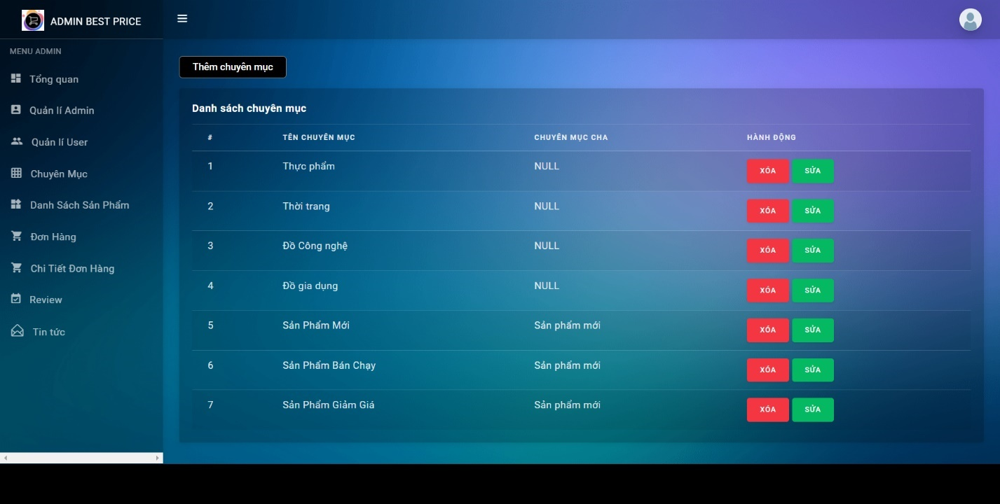 ADMIN BEST PRICE
MENU ADMIN
Tổng quan
Quản lí Admin
Quản lí User
Chuyên Mục
Danh Sách Sản Phẩm
Đơn Hàng
Chi Tiết Đơn Hàng
Review
Tin tức
Thêm chuyên mục
Danh sách chuyên mục
# TÊN CHUYÊN MỤC CHUYÊN MỤC CHA HÀNH ĐỘNG
1 Thực phẩm NULL XÓA SỬA
2 Thời trang NULL XÓA SỬA
3 Đồ Công nghệ NULL XÓA SỬA
4 Đồ gia dụng NULL XÓA SỬA
5 Sản Phẩm Mới Sản phẩm mới XÓA SỬA
6 Sản Phẩm Bán Chạy Sản phẩm mới XÓA SỬA
7 Sản Phẩm Giảm Giá Sản phẩm mới XÓA SỬA